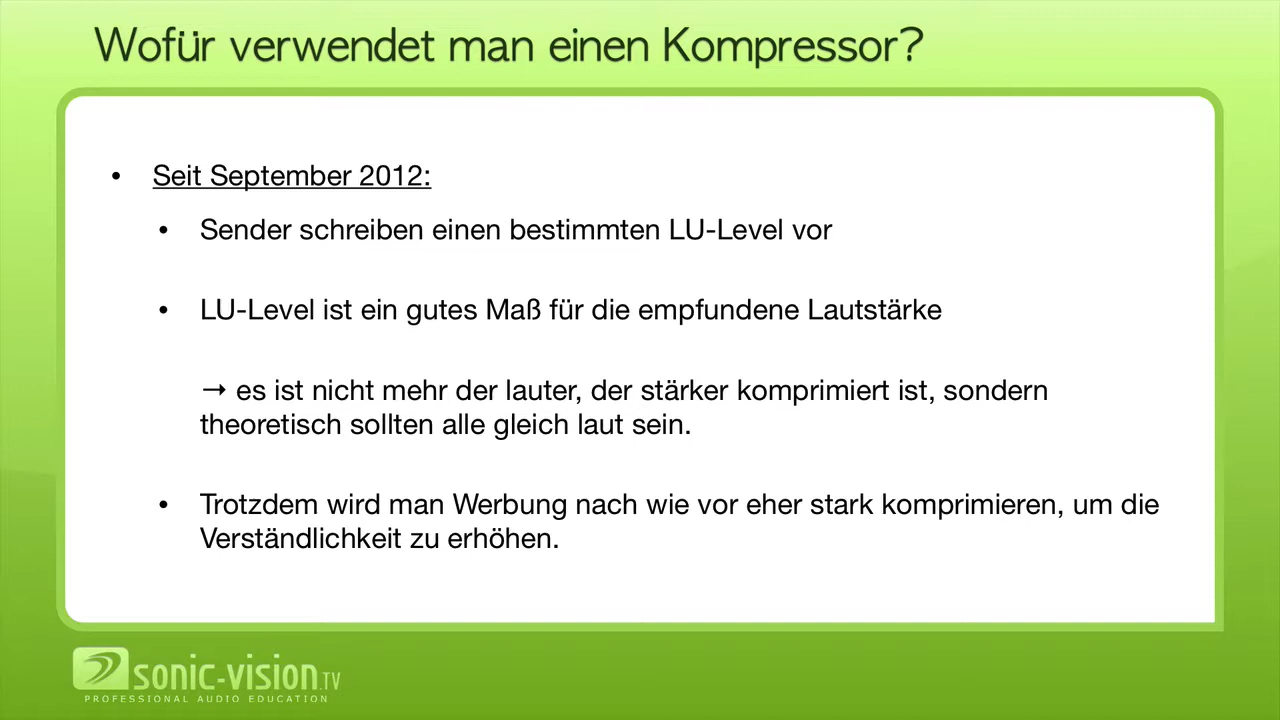 Wofür verwendet man einen Kompressor?
• Seit September 2012:
• Sender schreiben einen bestimmten LU-Level vor
• LU-Level ist ein gutes Maß für die empfundene Lautstärke
→ es ist nicht mehr der lauter, der stärker komprimiert ist, sondern
theoretisch sollten alle gleich laut sein.
• Trotzdem wird man Werbung nach wie vor eher stark komprimieren, um die
Verständlichkeit zu erhöhen.
sonic-vision.TV
PROFESSIONAL AUDIO EDUCATION